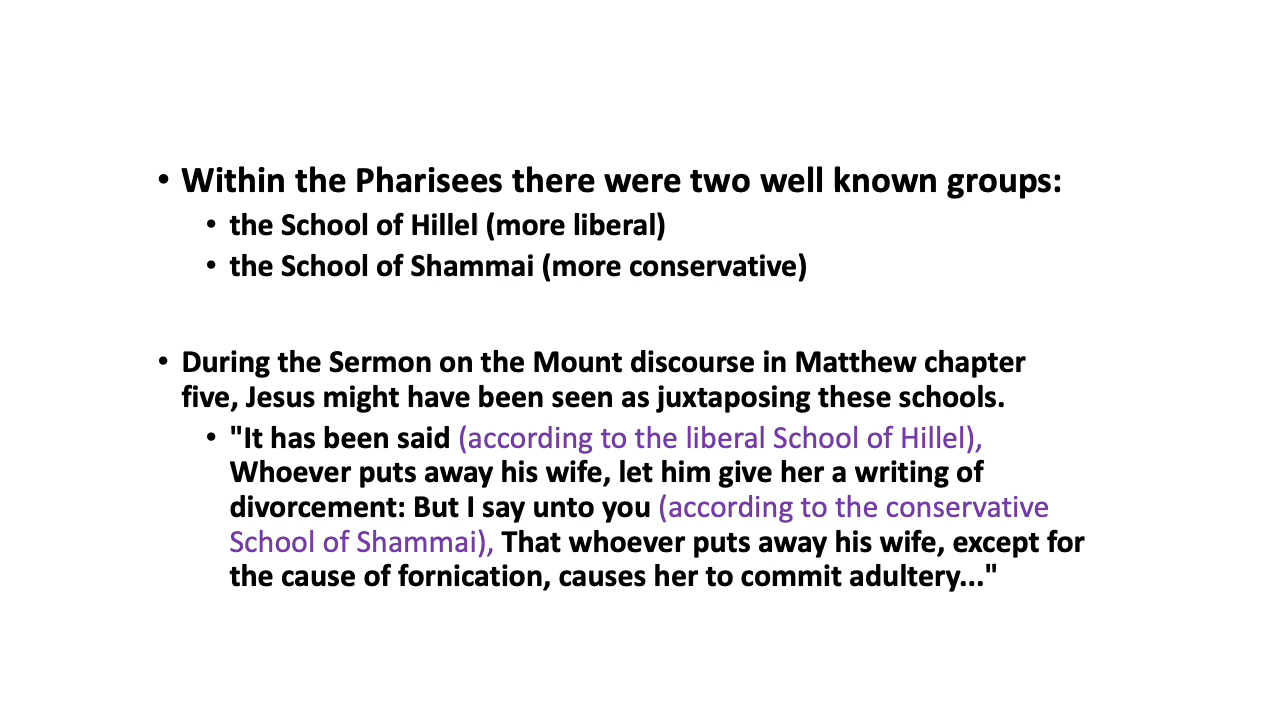 • Within the Pharisees there were two well known groups:
• the School of Hillel (more liberal)
• the School of Shammai (more conservative)
• During the Sermon on the Mount discourse in Matthew chapter
five, Jesus might have been seen as juxtaposing these schools.
• "It has been said (according to the liberal School of Hillel),
Whoever puts away his wife, let him give her a writing of
divorcement: But I say unto you (according to the conservative
School of Shammai), That whoever puts away his wife, except for
the cause of fornication, causes her to commit adultery..."